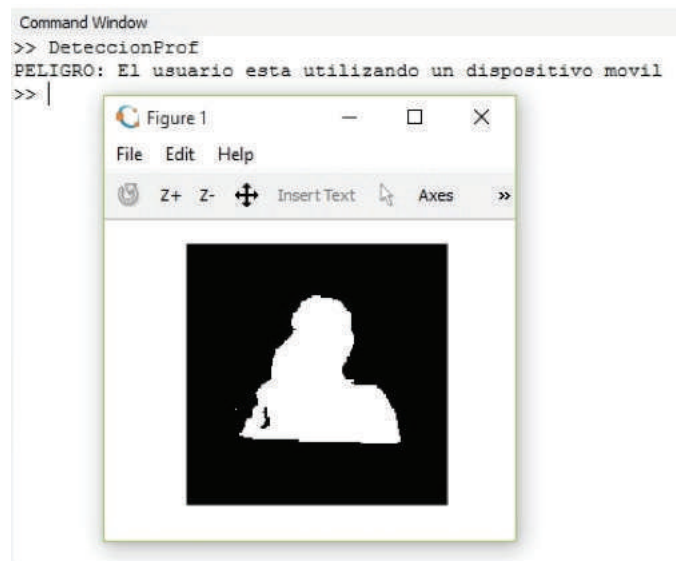 Command Window
>> DeteccionProf
PELIGRO: El usuario esta utilizando un dispositivo movil
>>
Figure 1
File Edit Help
Z+ Z- Insert Text Axes »